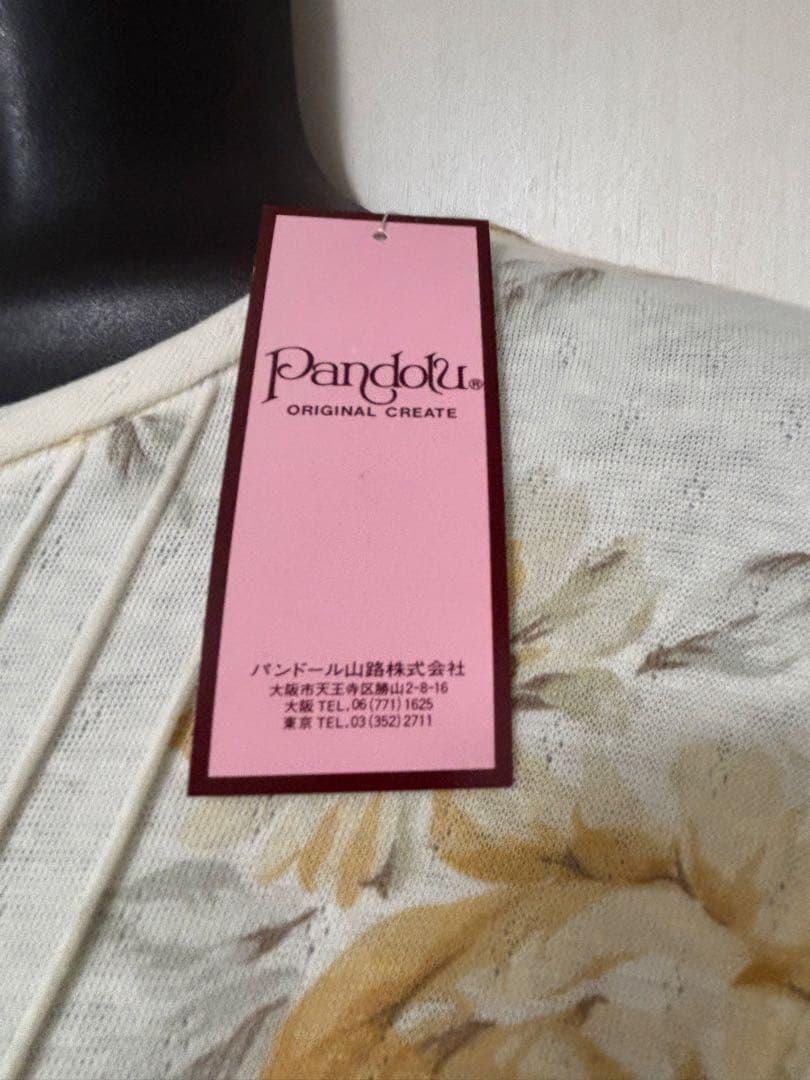 Pandolu®
ORIGINAL CREATE
パンドール山路株式会社
大阪市天王寺区勝山2-8-16
大阪 TEL.06(771)1625
東京 TEL.03(352)2711